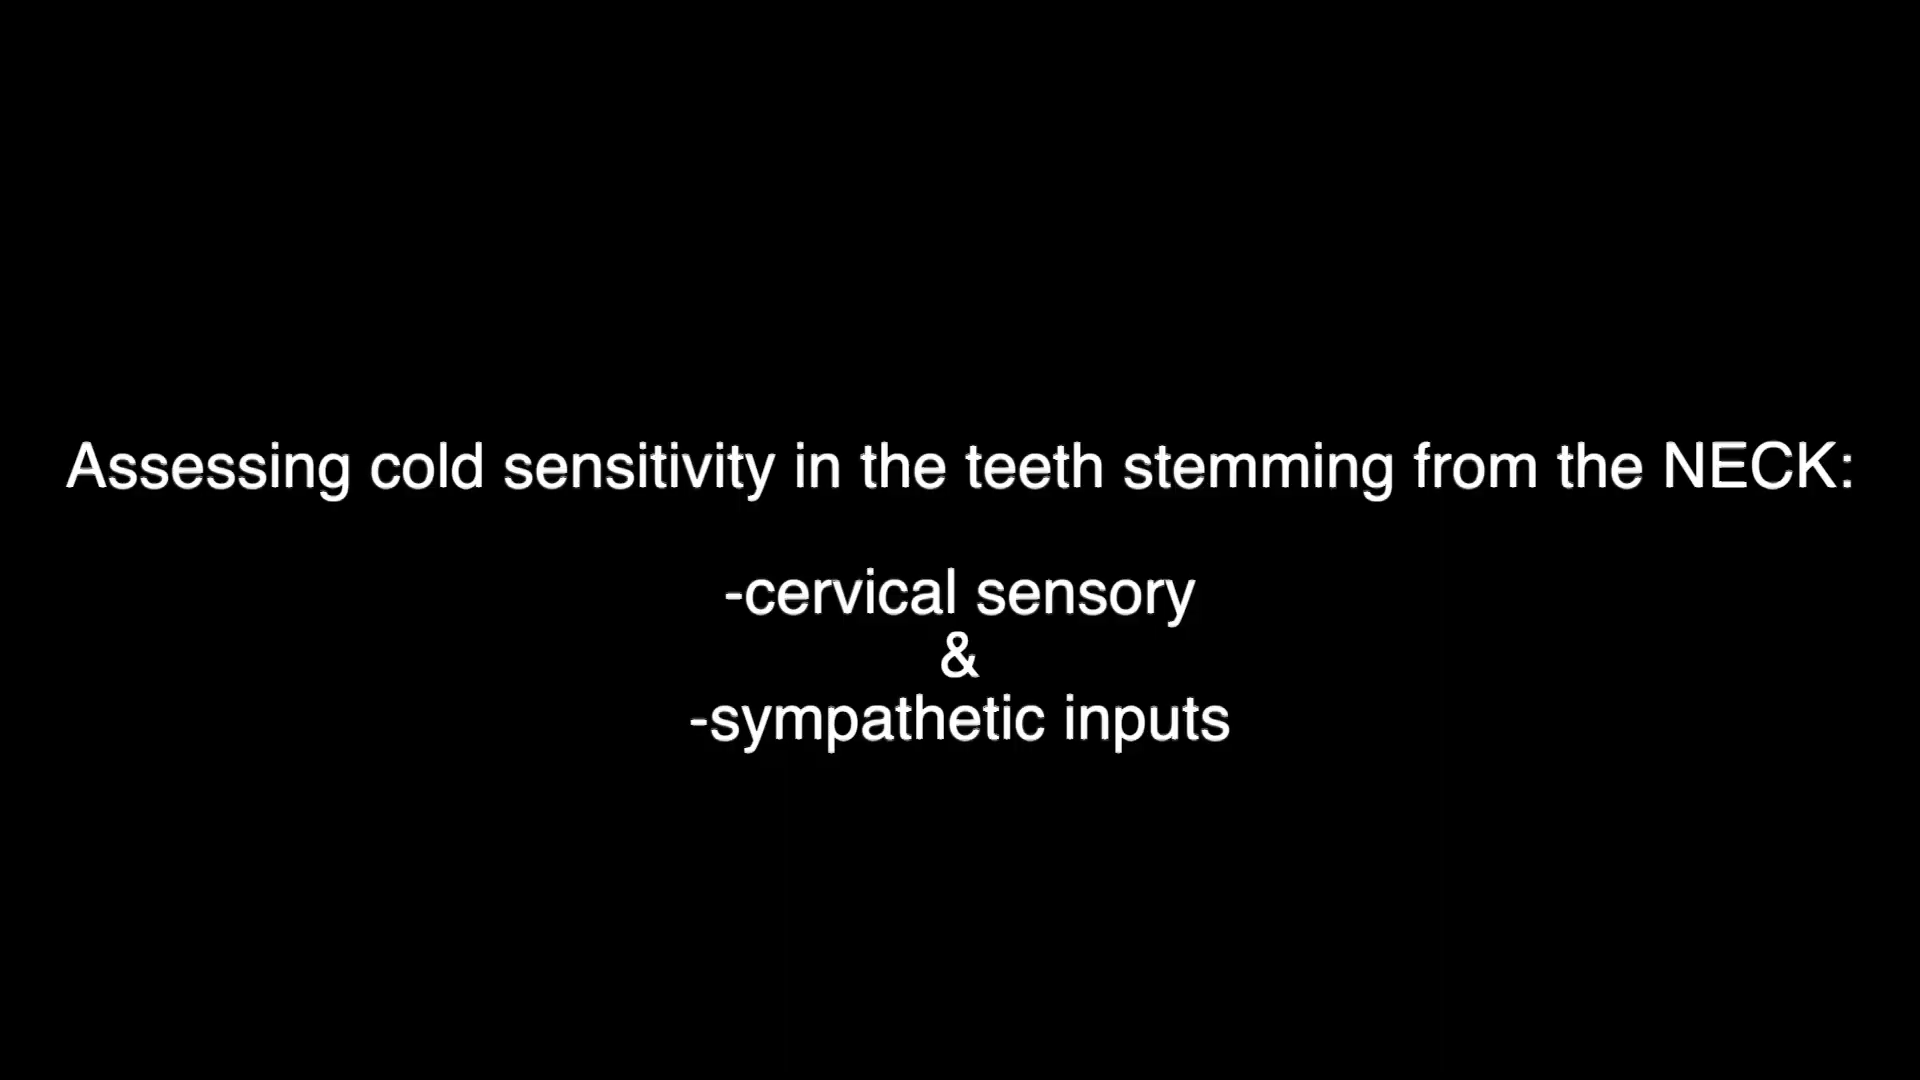 Assessing cold sensitivity in the teeth stemming from the NECK:
-cervical sensory
&
-sympathetic inputs